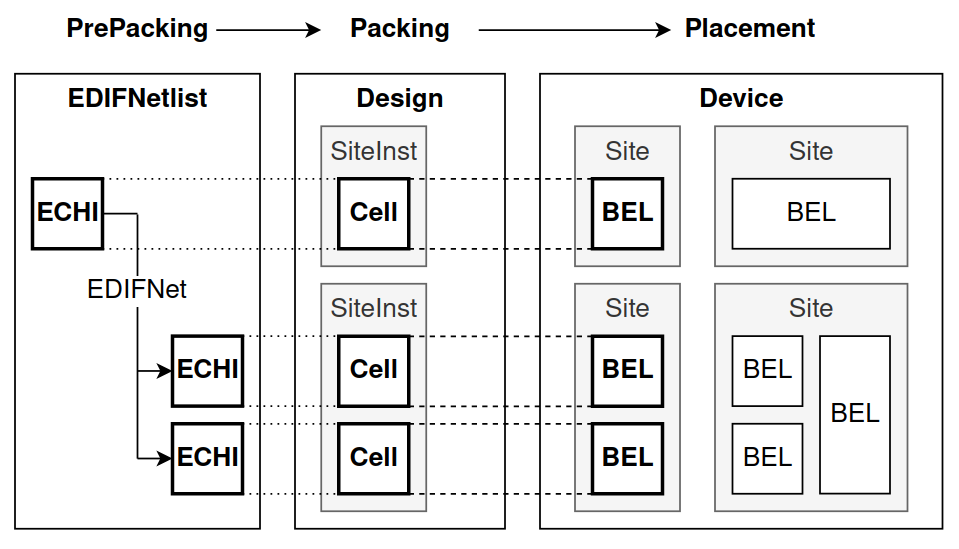 PrePacking Packing Placement
EDIFNetlist Design Device
SiteInst Site Site
ECHI Cell BEL BEL
EDIFNet
SiteInst Site Site
ECHI Cell BEL BEL
BEL
ECHI Cell BEL BEL